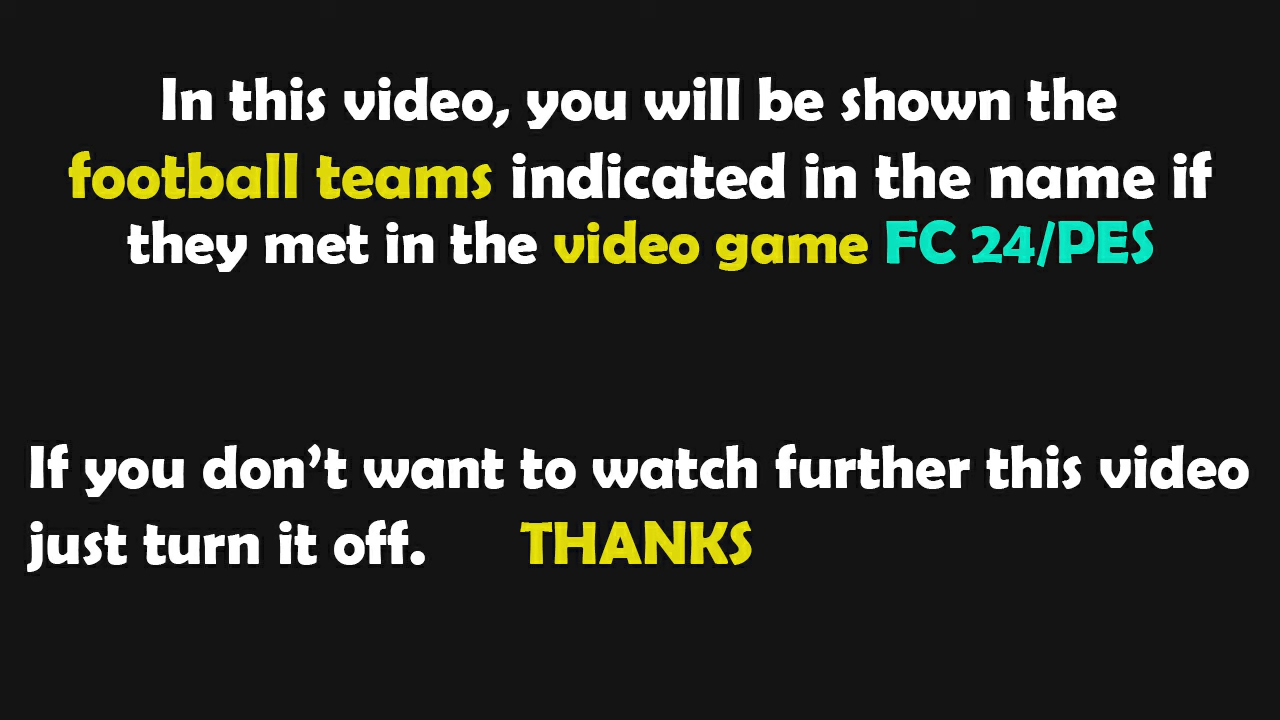 In this video, you will be shown the
football teams indicated in the name if
they met in the video game FC 24/PES
If you don’t want to watch further this video
just turn it off. THANKS